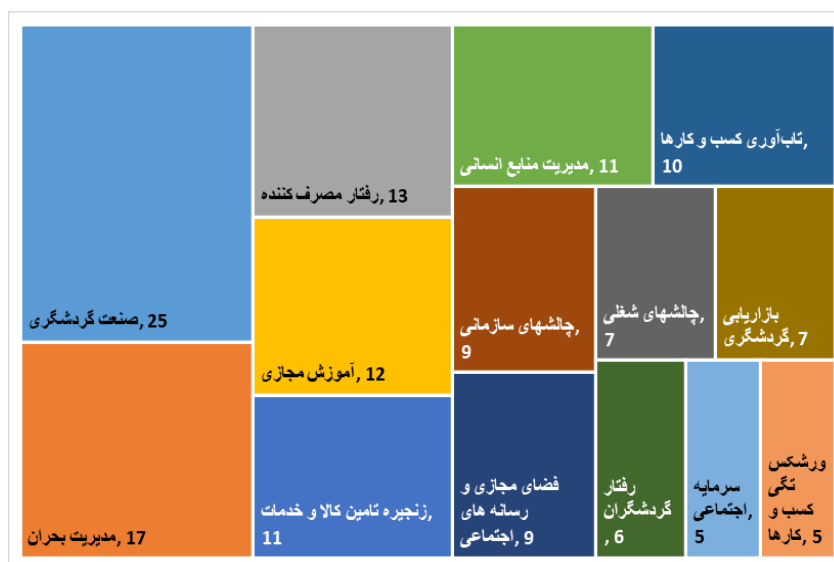 صنعت گردشگری, 25
مدیریت بحران, 17
رفتار مصرف کننده, 13
آموزش مجازی, 12
زنجیره تامین کالا و خدمات,
11
مدیریت منابع انسانی, 11
تاب‌آوری کسب و کارها,
10
چالشهای سازمانی,
9
فضای مجازی و
رسانه های
اجتماعی, 9
چالشهای شغلی,
7
بازاریابی
گردشگری, 7
رفتار
گردشگران
, 6
سرمایه
اجتماعی,
5
ورشکس
تگی
کسب و
کارها, 5